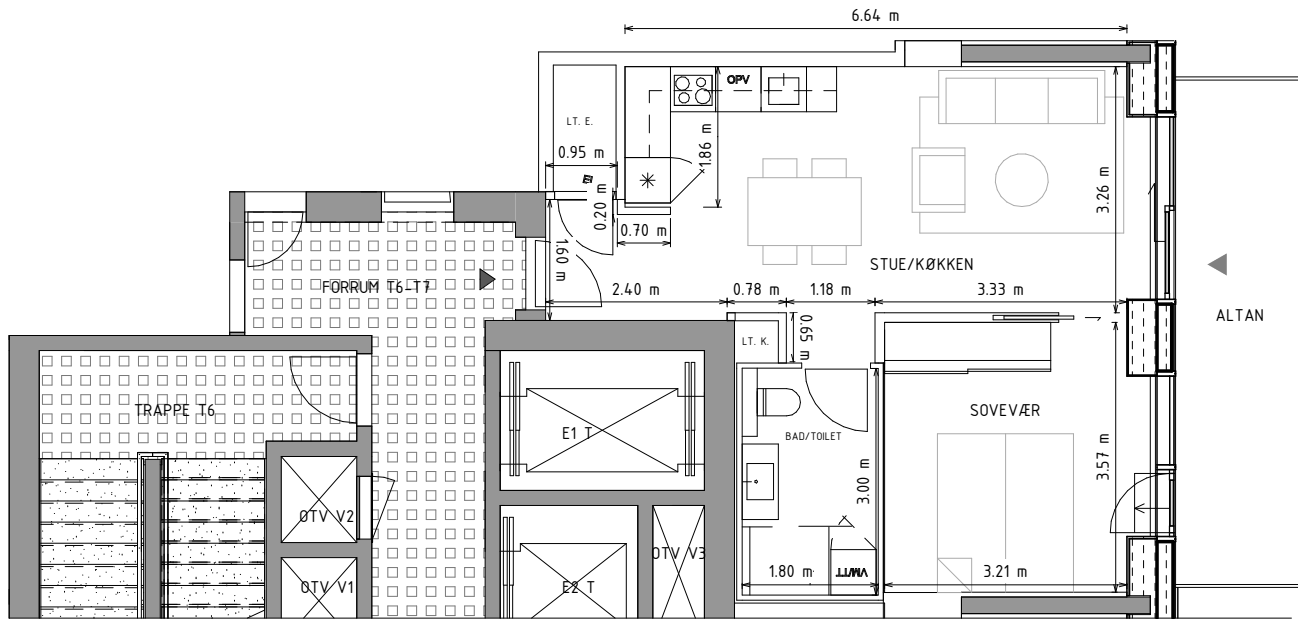 6.64 m
OPV
LT. E.
1.86 m
0.95 m
3.26 m
0.20 m
0.70 m
1.60 m
STUE/KØKKEN
FORRUM T6-T7
2.40 m
0.78 m
1.18 m
3.33 m
ALTAN
LT. K.
0.65 m
TRAPPE T6
E1 T
BAD/TOILET
SOVEVÆR
3.57 m
3.00 m
OTV V2
OTV V3
VM/TT
1.80 m
3.21 m
OTV V1
E2 T